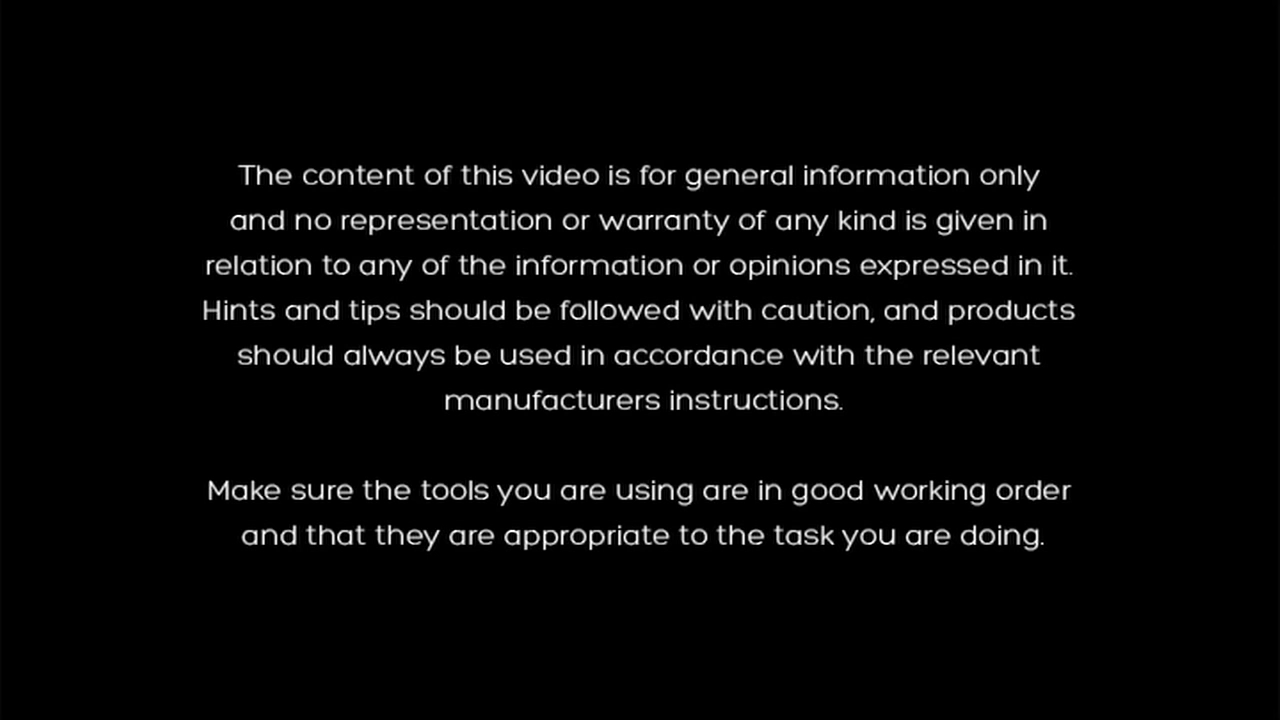 The content of this video is for general information only
and no representation or warranty of any kind is given in
relation to any of the information or opinions expressed in it.
Hints and tips should be followed with caution, and products
should always be used in accordance with the relevant
manufacturers instructions.
Make sure the tools you are using are in good working order
and that they are appropriate to the task you are doing.